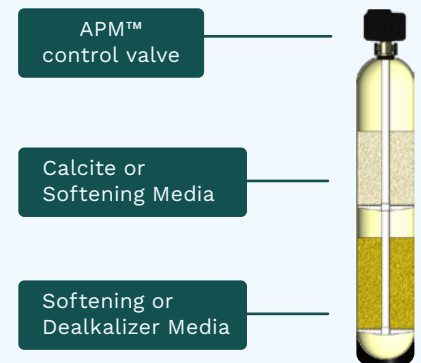 APM™
control valve
Calcite or
Softening Media
Softening or
Dealkalizer Media